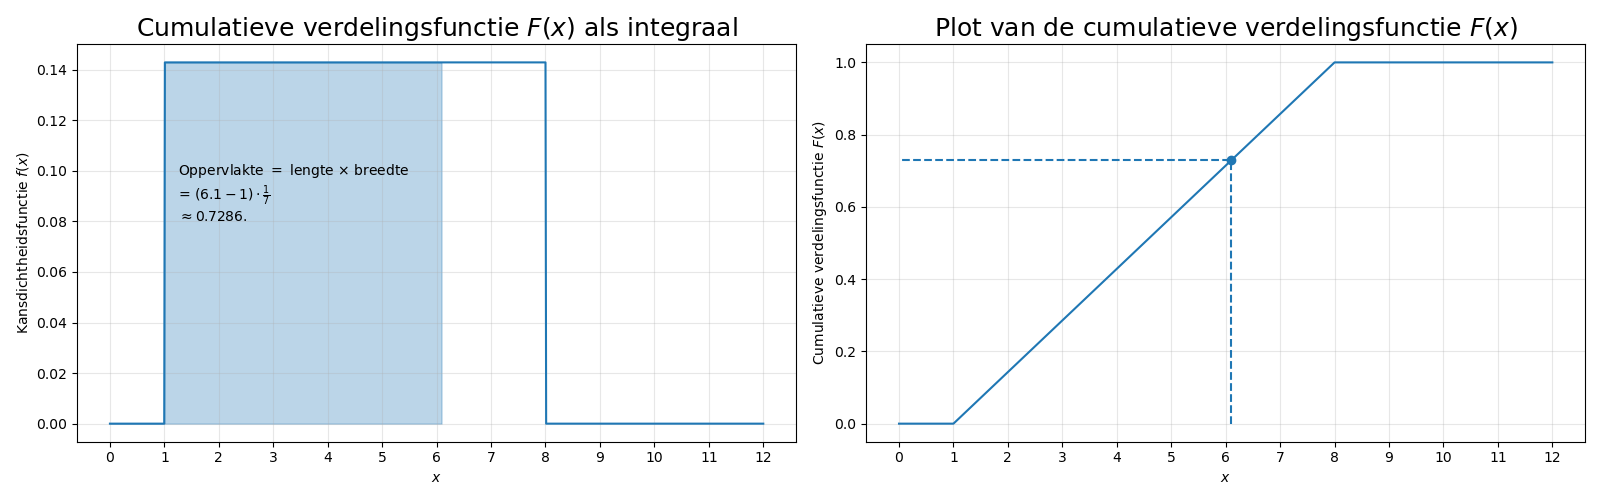 Cumulatieve verdelingsfunctie F(x) als integraal
Kansdichtheidsfunctie f(x)
0.14
0.12
0.10
0.08
0.06
0.04
0.02
0.00
Oppervlakte = lengte × breedte
= (6.1 − 1) · 1/7
≈ 0.7286.
0 1 2 3 4 5 6 7 8 9 10 11 12
x
Plot van de cumulatieve verdelingsfunctie F(x)
Cumulatieve verdelingsfunctie F(x)
1.0
0.8
0.6
0.4
0.2
0.0
0 1 2 3 4 5 6 7 8 9 10 11 12
x